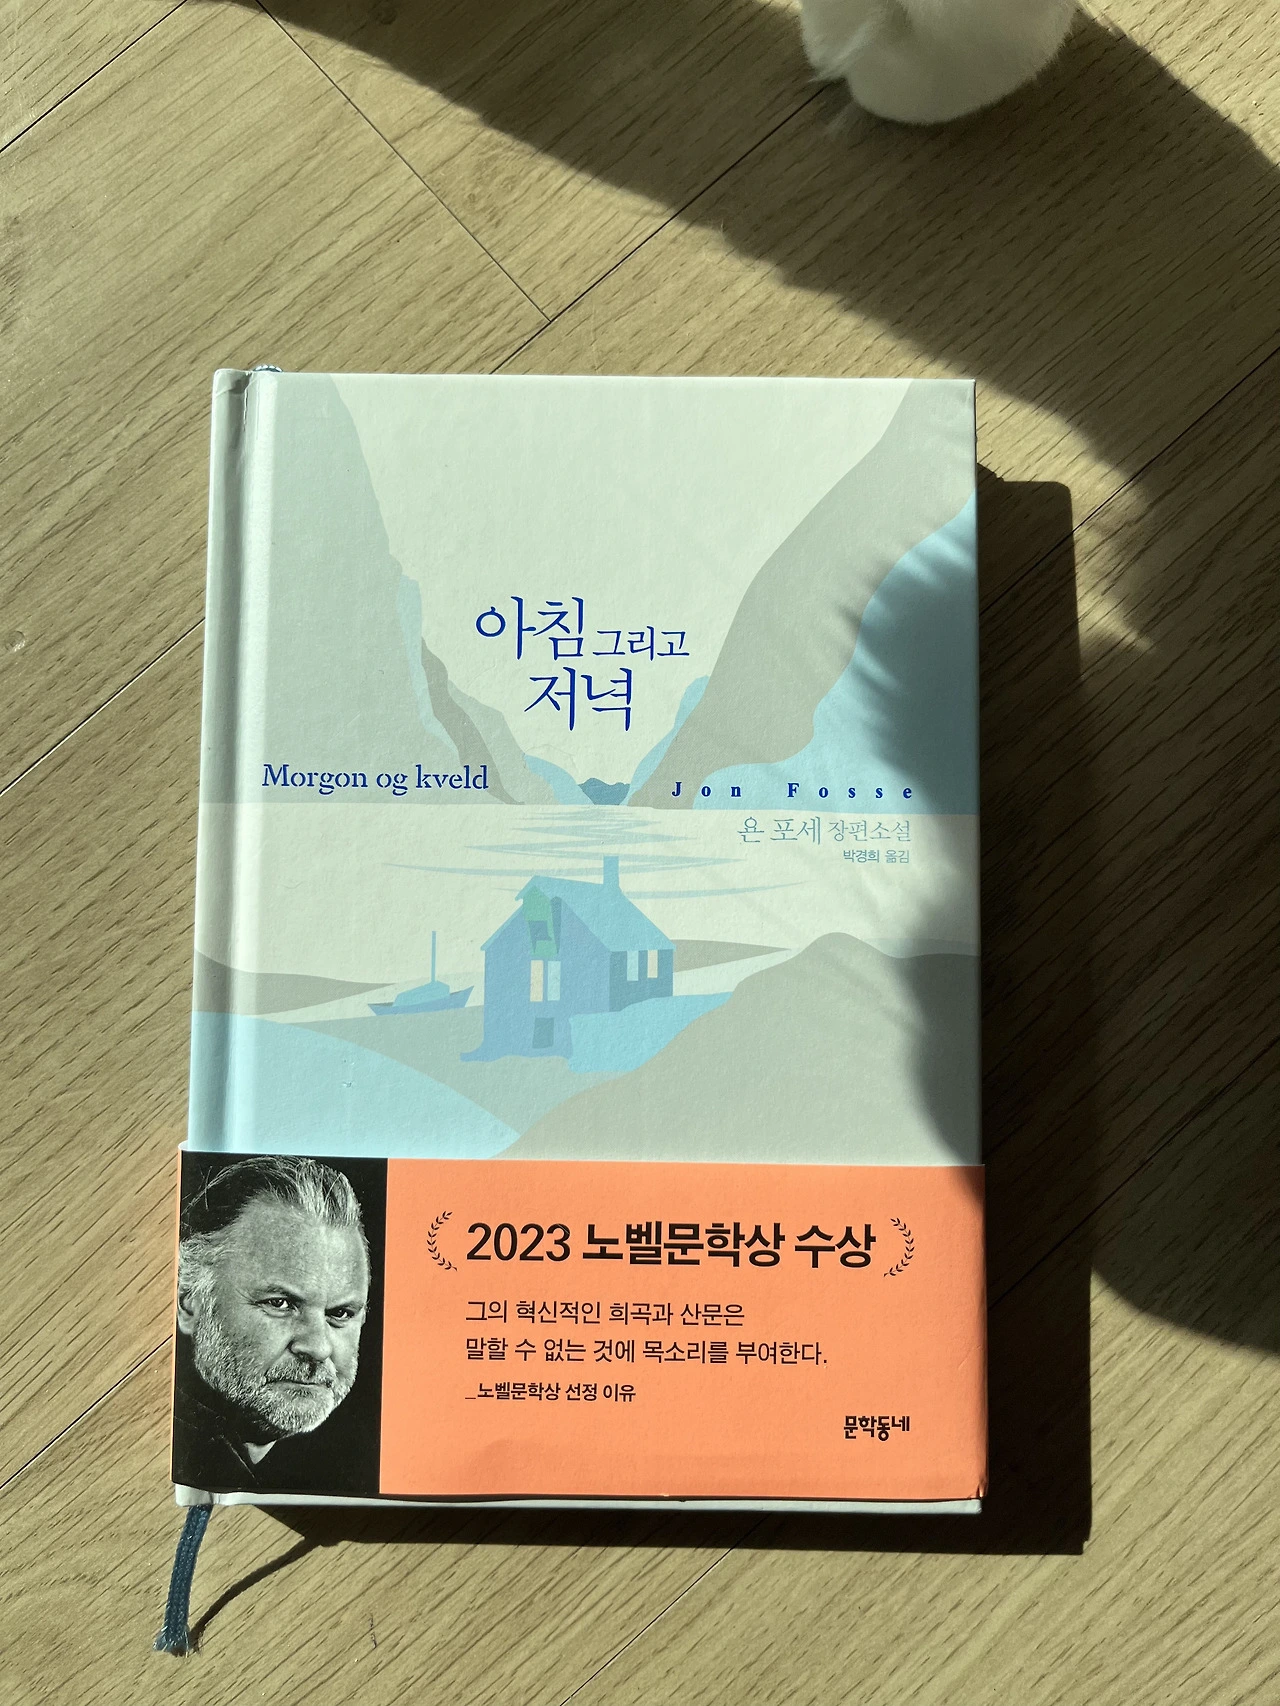 아침 그리고
저녁
Morgon og kveld
Jon Fosse
욘 포세 장편소설
박경희 옮김
2023 노벨문학상 수상
그의 혁신적인 희곡과 산문은
말할 수 없는 것에 목소리를 부여한다.
_노벨문학상 선정 이유
문학동네